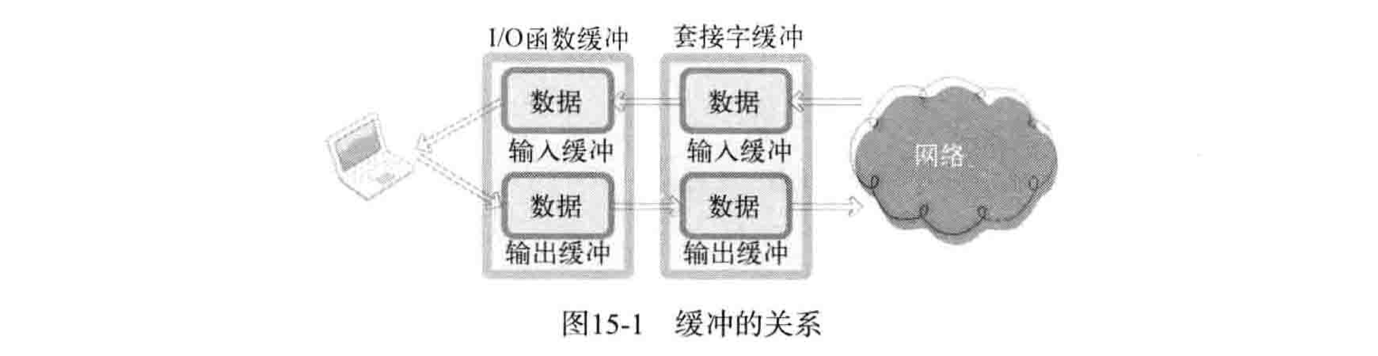 I/O函数缓冲 套接字缓冲
数据 数据
输入缓冲 输入缓冲
网络
数据 数据
输出缓冲 输出缓冲
图15-1 缓冲的关系